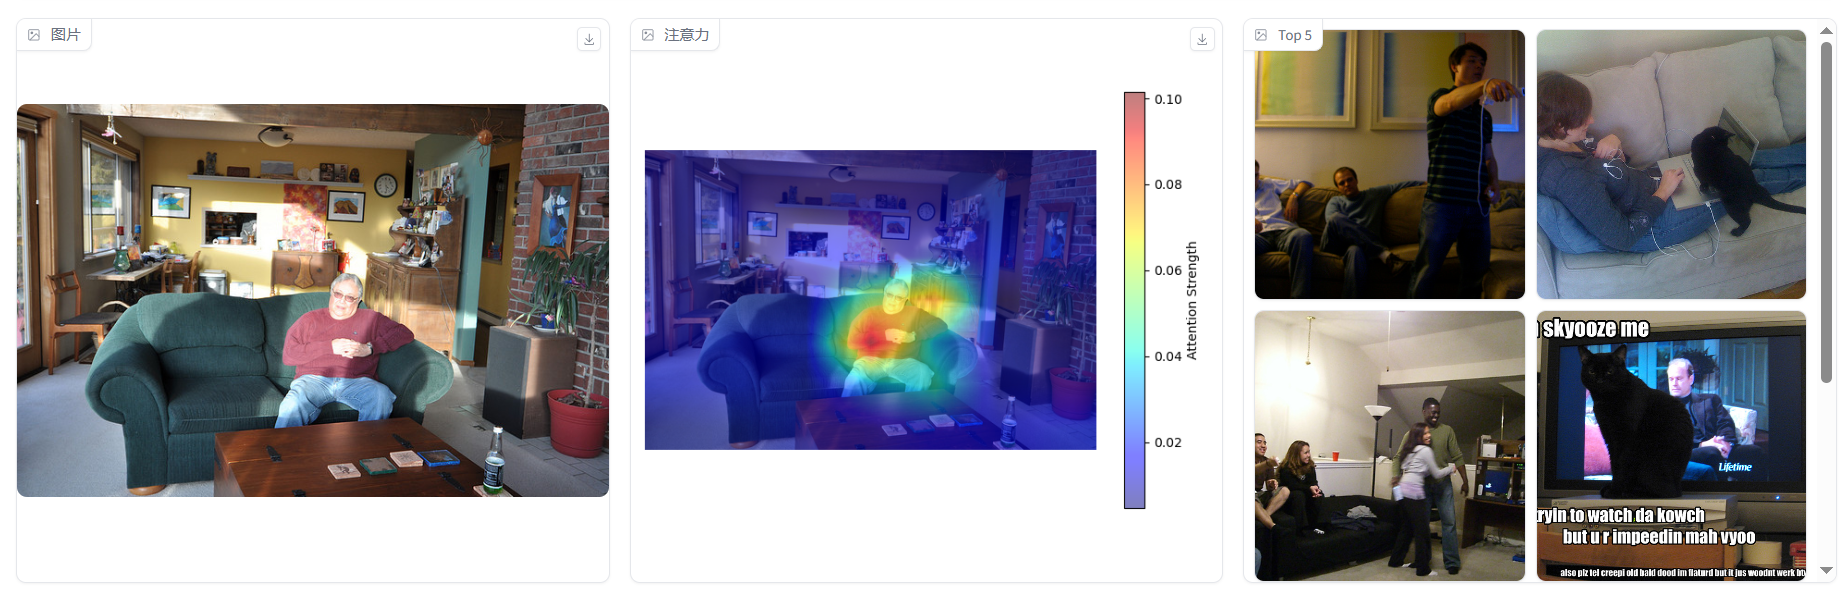 图片
注意力
0.10
0.08
0.06
0.04
0.02
Attention Strength
Top 5
skyooze me
Lifetime
tryin to watch da kowch
but u r impeedin mah vyoo
also plz tel creepi old bald dood im flaturd but it jus woodnt werk